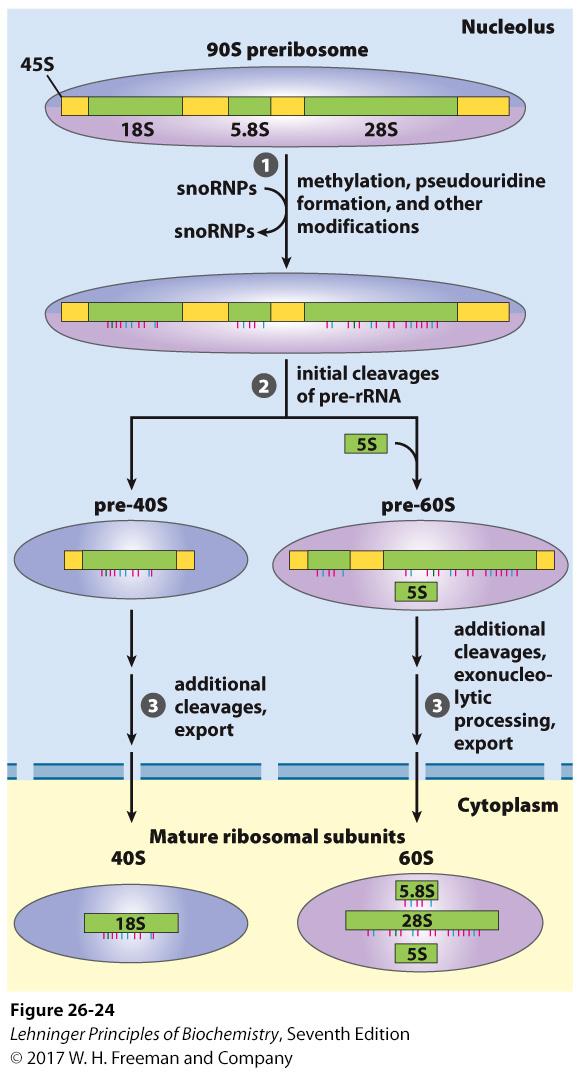 Nucleolus
90S preribosome
45S
18S 5.8S 28S
1
snoRNPs
snoRNPs
methylation, pseudouridine
formation, and other
modifications
2
initial cleavages
of pre-rRNA
5S
pre-40S
pre-60S
5S
3
additional
cleavages,
export
3
additional
cleavages,
exonucleo-
lytic
processing,
export
Cytoplasm
Mature ribosomal subunits
40S
60S
18S
5.8S
28S
5S
Figure 26-24
Lehninger Principles of Biochemistry, Seventh Edition
© 2017 W. H. Freeman and Company